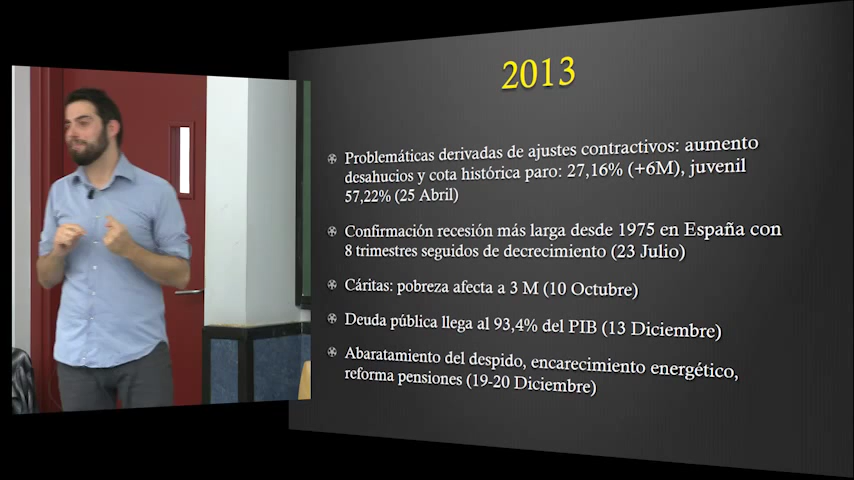 2013
Problemáticas derivadas de ajustes contractivos: aumento
desahucios y cota histórica paro: 27,16% (+6M), juvenil
57,22% (25 Abril)
Confirmación recesión más larga desde 1975 en España con
8 trimestres seguidos de decrecimiento (23 Julio)
Cáritas: pobreza afecta a 3 M (10 Octubre)
Deuda pública llega al 93,4% del PIB (13 Diciembre)
Abaratamiento del despido, encarecimiento energético,
reforma pensiones (19-20 Diciembre)